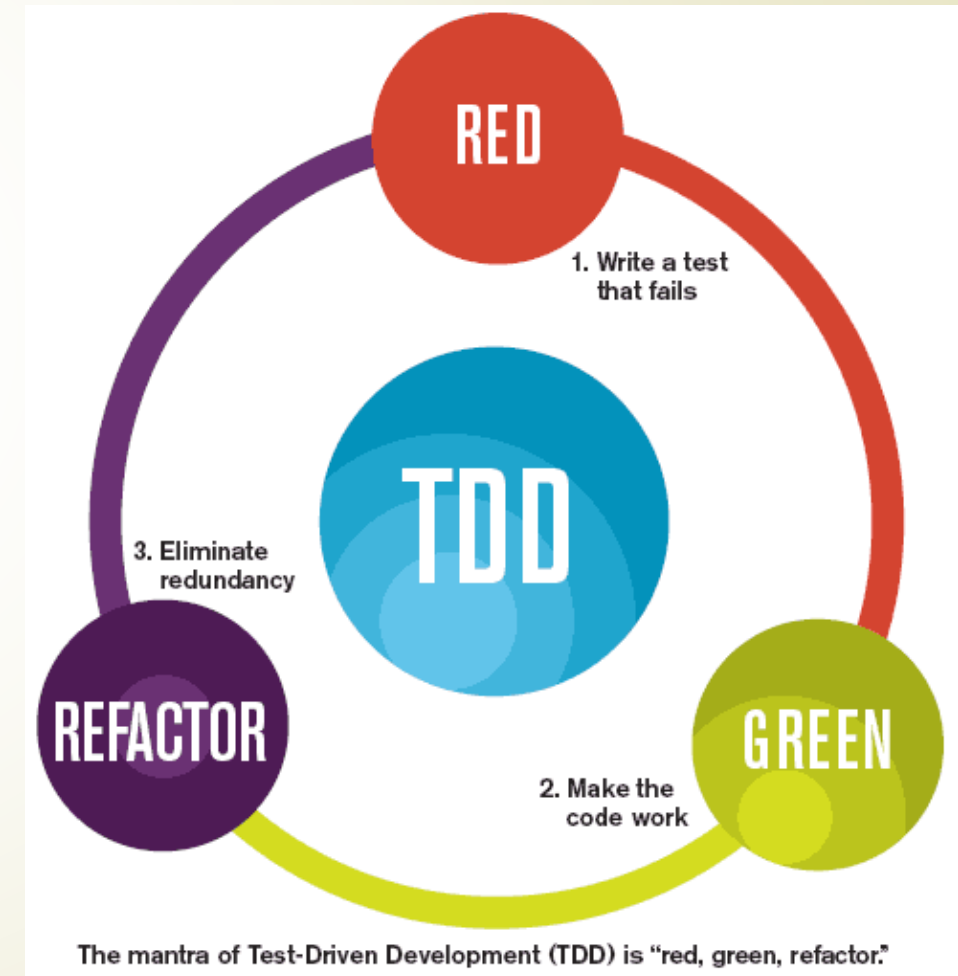 RED
1. Write a test
that fails
TDD
3. Eliminate
redundancy
REFACTOR
GREEN
2. Make the
code work
The mantra of Test-Driven Development (TDD) is “red, green, refactor.”